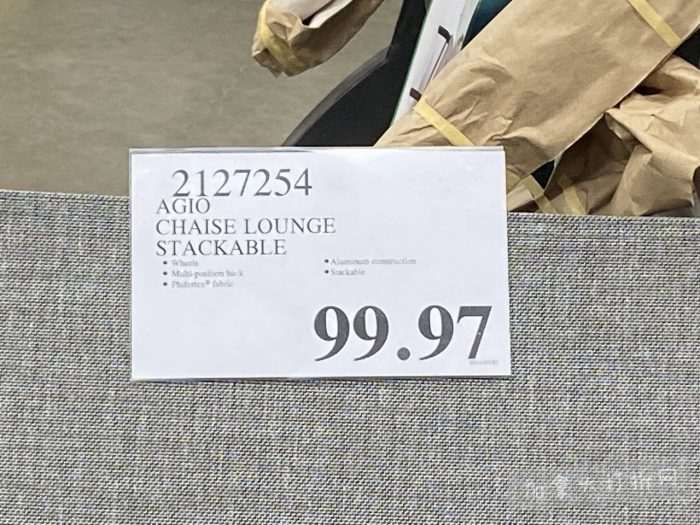 2127254
AGIO
CHAISE LOUNGE
STACKABLE
• Wheels
• Multi-position back
• Phifertex® fabric
• Aluminum construction
• Stackable
99.97